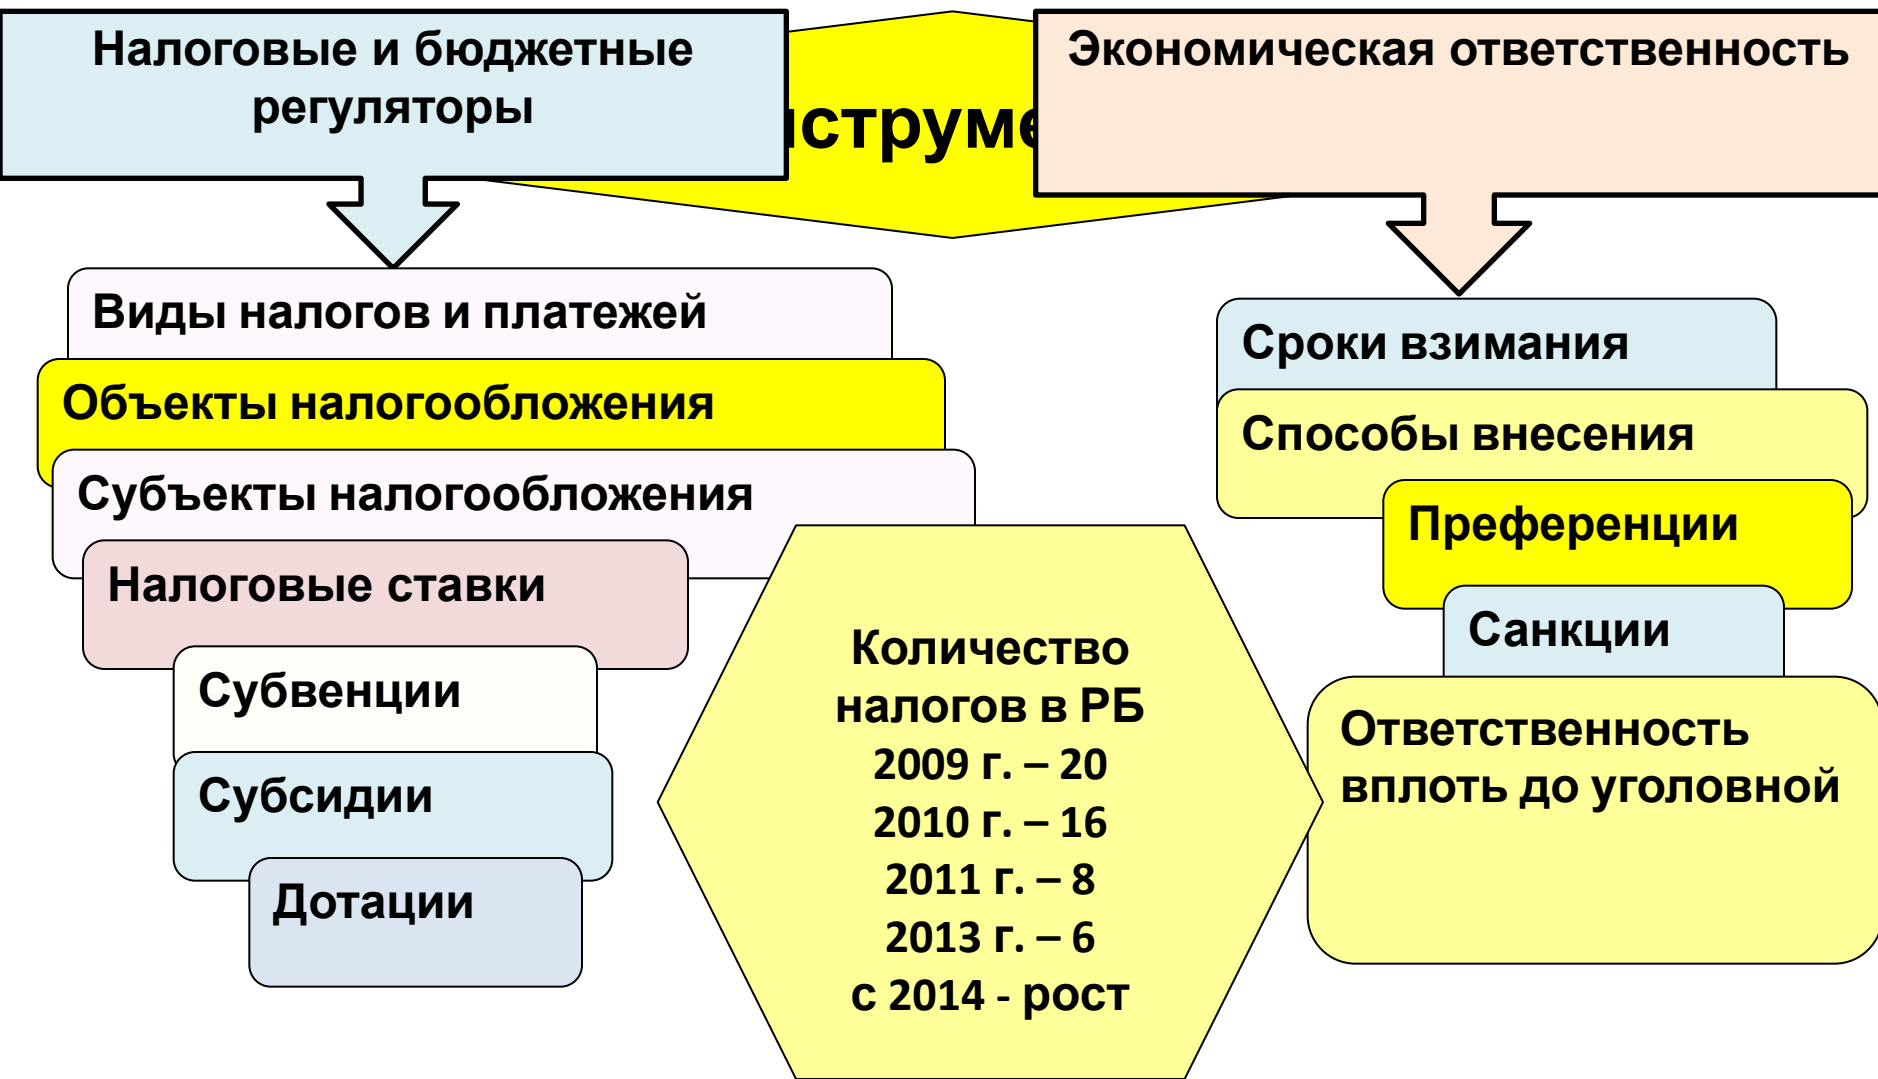 Налоговые и бюджетные
регуляторы
Экономическая ответственность
Виды налогов и платежей
Объекты налогообложения
Субъекты налогообложения
Налоговые ставки
Субвенции
Субсидии
Дотации
Количество
налогов в РБ
2009 г. – 20
2010 г. – 16
2011 г. – 8
2013 г. – 6
с 2014 - рост
Сроки взимания
Способы внесения
Преференции
Санкции
Ответственность
вплоть до уголовной